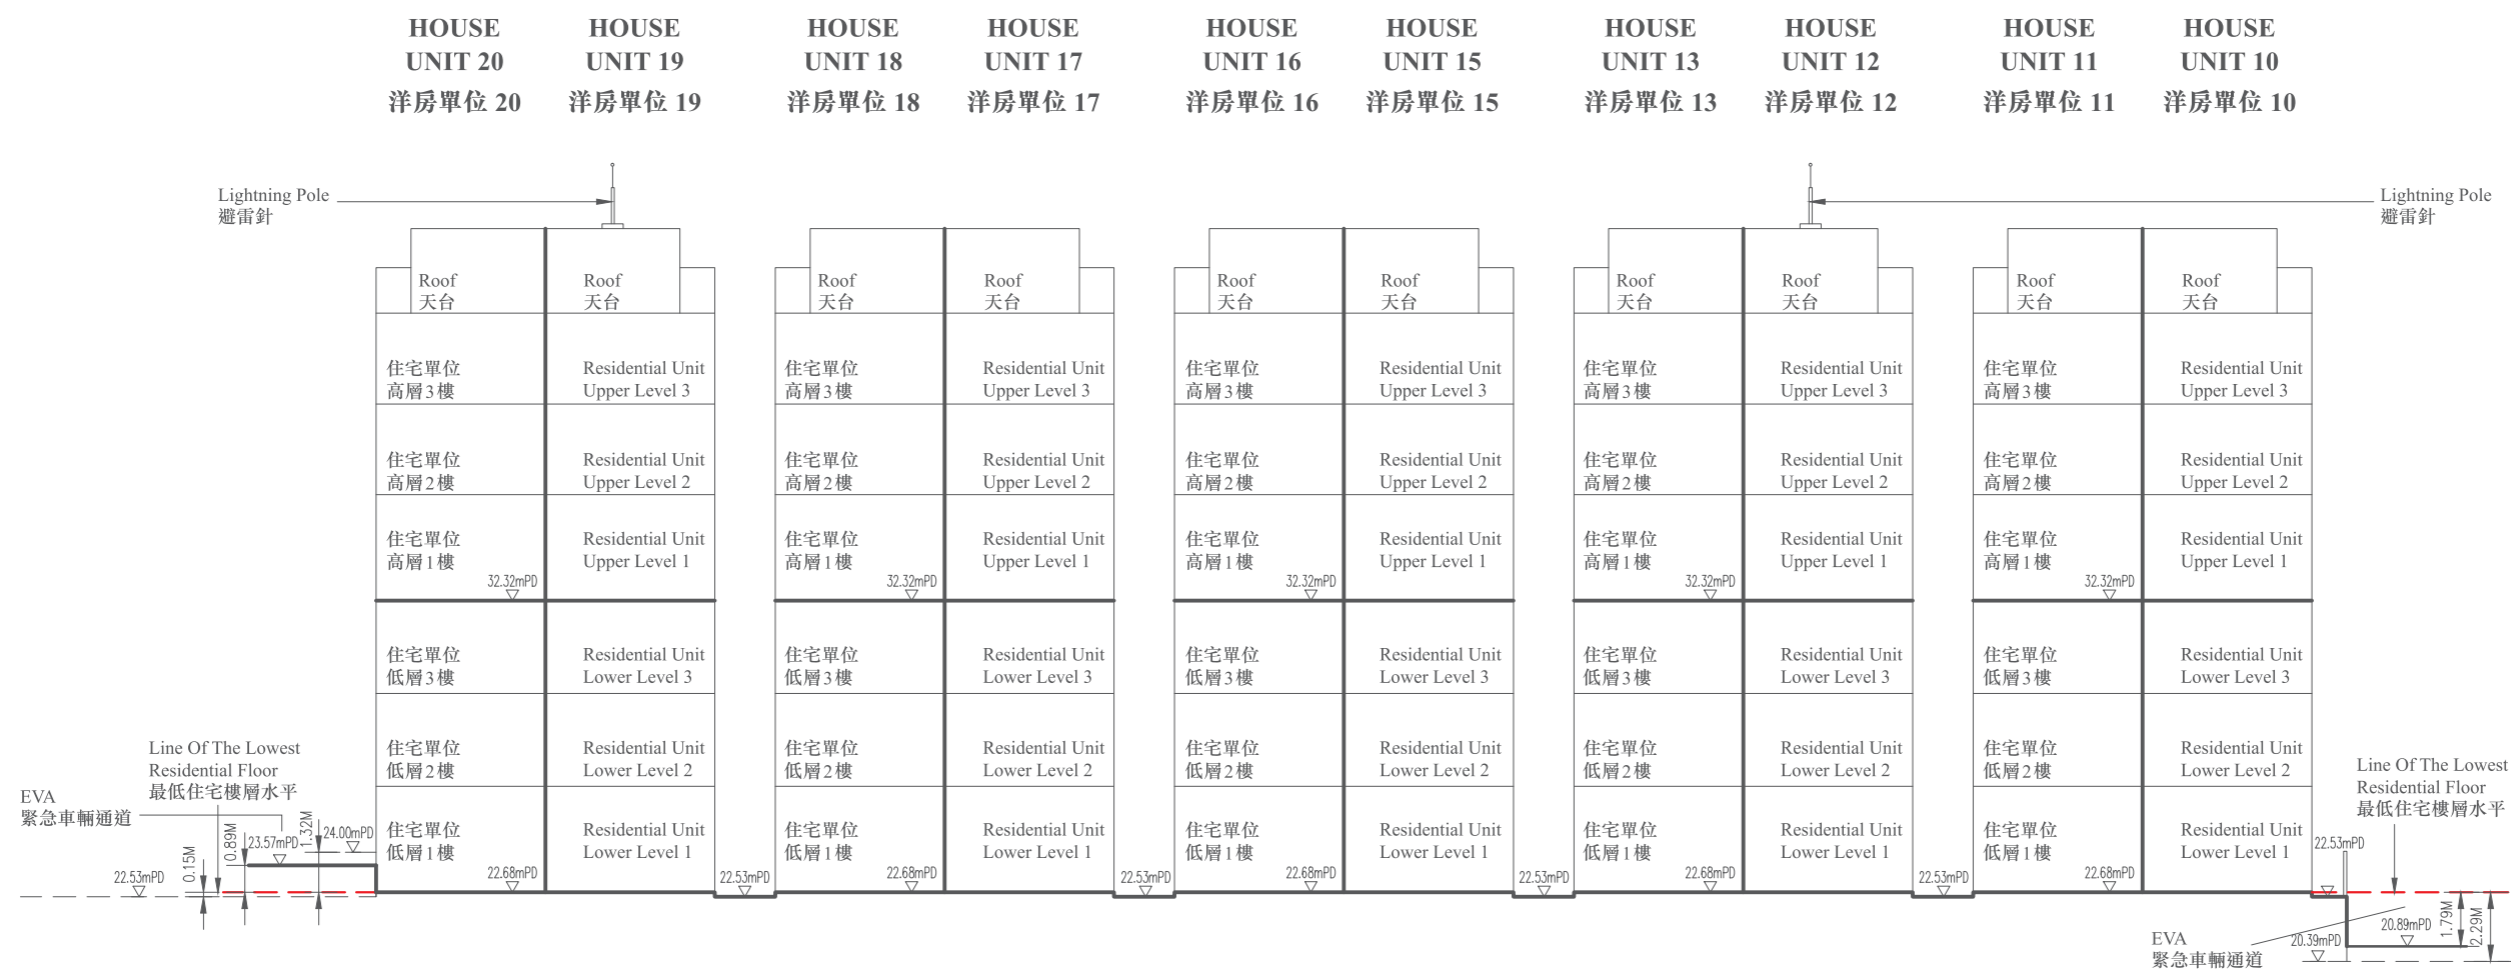 HOUSE
UNIT 20
洋房單位 20
HOUSE
UNIT 19
洋房單位 19
HOUSE
UNIT 18
洋房單位 18
HOUSE
UNIT 17
洋房單位 17
HOUSE
UNIT 16
洋房單位 16
HOUSE
UNIT 15
洋房單位 15
HOUSE
UNIT 13
洋房單位 13
HOUSE
UNIT 12
洋房單位 12
HOUSE
UNIT 11
洋房單位 11
HOUSE
UNIT 10
洋房單位 10
Lightning Pole
避雷針
Lightning Pole
避雷針
Roof
天台
Roof
天台
Roof
天台
Roof
天台
Roof
天台
Roof
天台
Roof
天台
Roof
天台
Roof
天台
Roof
天台
住宅單位
高層3樓
Residential Unit
Upper Level 3
住宅單位
高層3樓
Residential Unit
Upper Level 3
住宅單位
高層3樓
Residential Unit
Upper Level 3
住宅單位
高層3樓
Residential Unit
Upper Level 3
住宅單位
高層3樓
Residential Unit
Upper Level 3
住宅單位
高層2樓
Residential Unit
Upper Level 2
住宅單位
高層2樓
Residential Unit
Upper Level 2
住宅單位
高層2樓
Residential Unit
Upper Level 2
住宅單位
高層2樓
Residential Unit
Upper Level 2
住宅單位
高層2樓
Residential Unit
Upper Level 2
住宅單位
高層1樓
32.32mPD
Residential Unit
Upper Level 1
住宅單位
高層1樓
32.32mPD
Residential Unit
Upper Level 1
住宅單位
高層1樓
32.32mPD
Residential Unit
Upper Level 1
住宅單位
高層1樓
32.32mPD
Residential Unit
Upper Level 1
住宅單位
高層1樓
32.32mPD
Residential Unit
Upper Level 1
住宅單位
低層3樓
Residential Unit
Lower Level 3
住宅單位
低層3樓
Residential Unit
Lower Level 3
住宅單位
低層3樓
Residential Unit
Lower Level 3
住宅單位
低層3樓
Residential Unit
Lower Level 3
住宅單位
低層3樓
Residential Unit
Lower Level 3
住宅單位
低層2樓
Residential Unit
Lower Level 2
住宅單位
低層2樓
Residential Unit
Lower Level 2
住宅單位
低層2樓
Residential Unit
Lower Level 2
住宅單位
低層2樓
Residential Unit
Lower Level 2
住宅單位
低層2樓
Residential Unit
Lower Level 2
Line Of The Lowest
Residential Floor
最低住宅樓層水平
EVA
緊急車輛通道
22.53mPD
0.15M
0.89M
23.57mPD
1.32M
24.00mPD
住宅單位
低層1樓
22.68mPD
Residential Unit
Lower Level 1
22.53mPD
住宅單位
低層1樓
22.68mPD
Residential Unit
Lower Level 1
22.53mPD
住宅單位
低層1樓
22.68mPD
Residential Unit
Lower Level 1
22.53mPD
住宅單位
低層1樓
22.68mPD
Residential Unit
Lower Level 1
22.53mPD
住宅單位
低層1樓
22.68mPD
Residential Unit
Lower Level 1
Line Of The Lowest
Residential Floor
最低住宅樓層水平
22.53mPD
EVA
緊急車輛通道
20.39mPD
20.89mPD
1.79M
2.29M